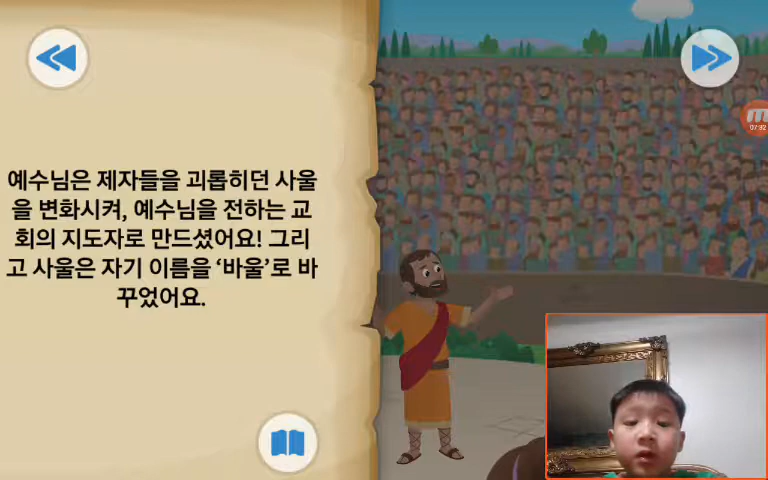 예수님은 제자들을 괴롭히던 사울
을 변화시켜, 예수님을 전하는 교
회의 지도자로 만드셨어요! 그리
고 사울은 자기 이름을 ‘바울’로 바
꾸었어요.
07:32